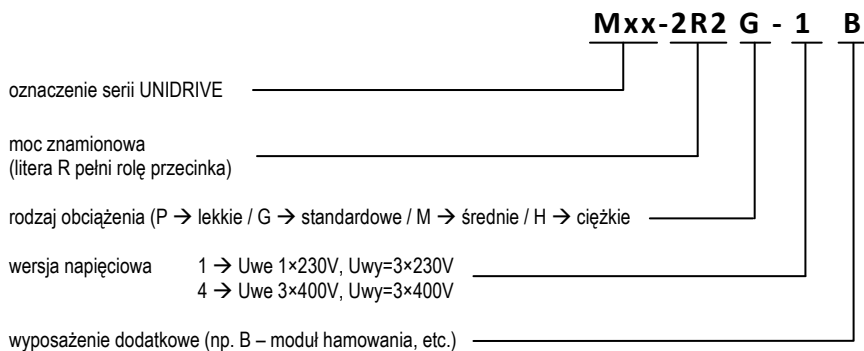 Mxx-2R2 G - 1 B
oznaczenie serii UNIDRIVE
moc znamionowa
(litera R pełni rolę przecinka)
rodzaj obciążenia (P → lekkie / G → standardowe / M → średnie / H → ciężkie
wersja napięciowa 1 → Uwe 1×230V, Uwy=3×230V
4 → Uwe 3×400V, Uwy=3×400V
wyposażenie dodatkowe (np. B – moduł hamowania, etc.)